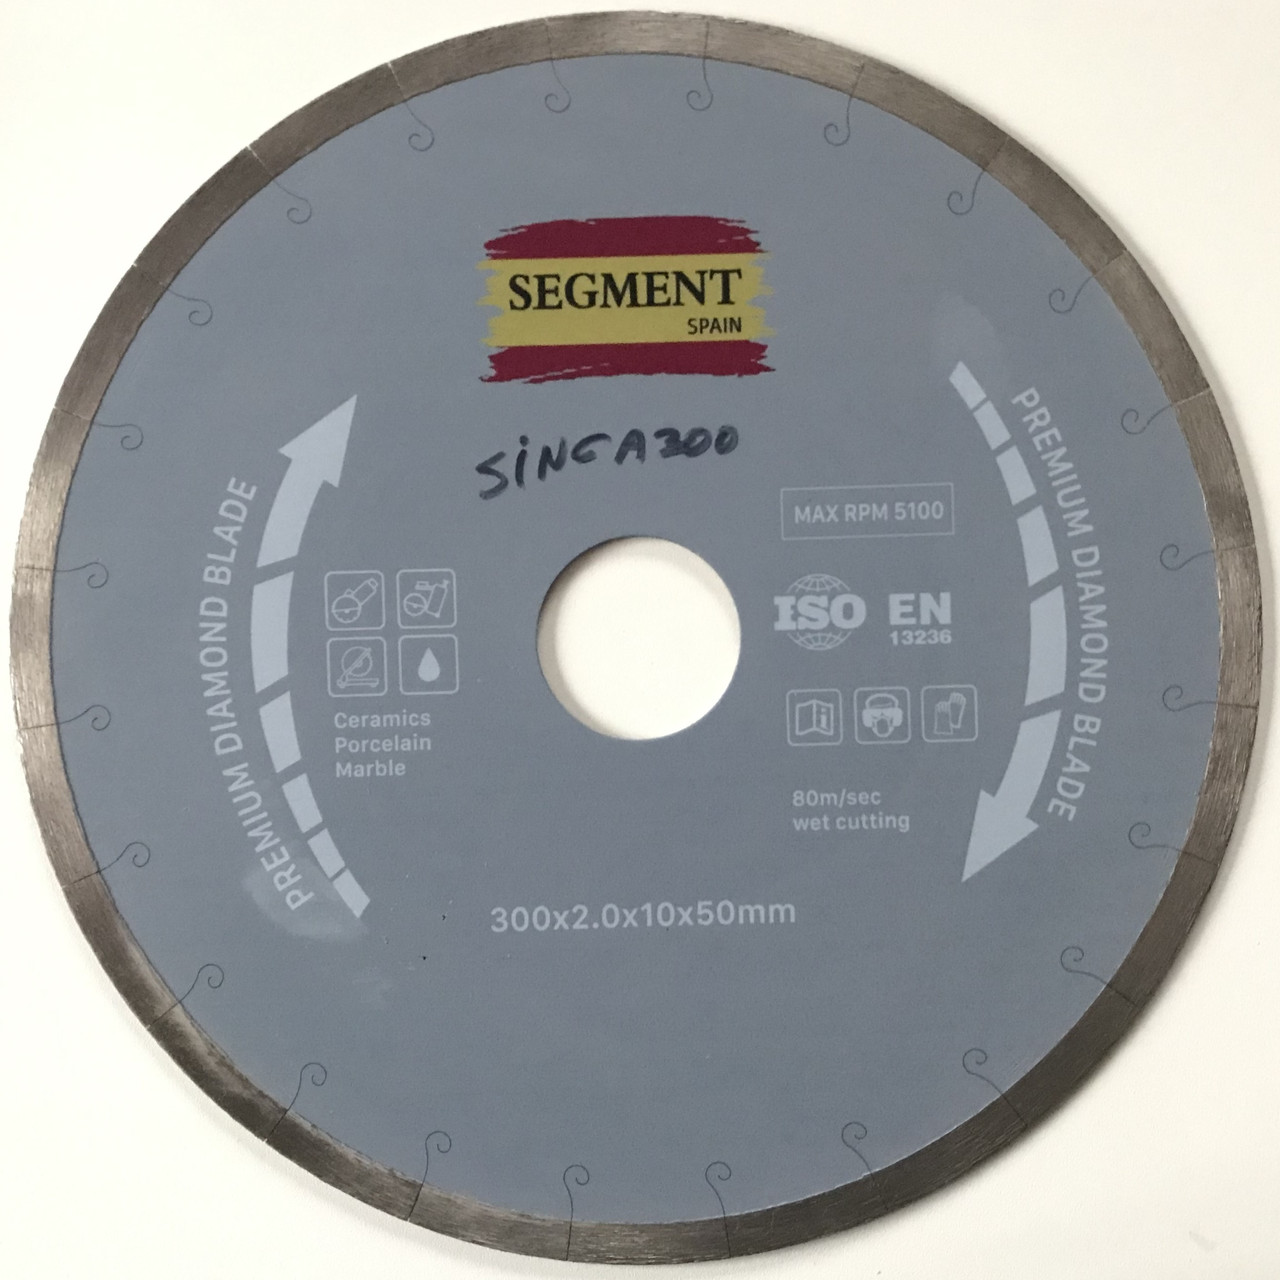 SEGMENT
SPAIN
SiNCA300
MAX RPM 5100
PREMIUM DIAMOND BLADE
PREMIUM DIAMOND BLADE
ISO EN
13236
Ceramics
Porcelain
Marble
80m/sec
wet cutting
300x2.0x10x50mm